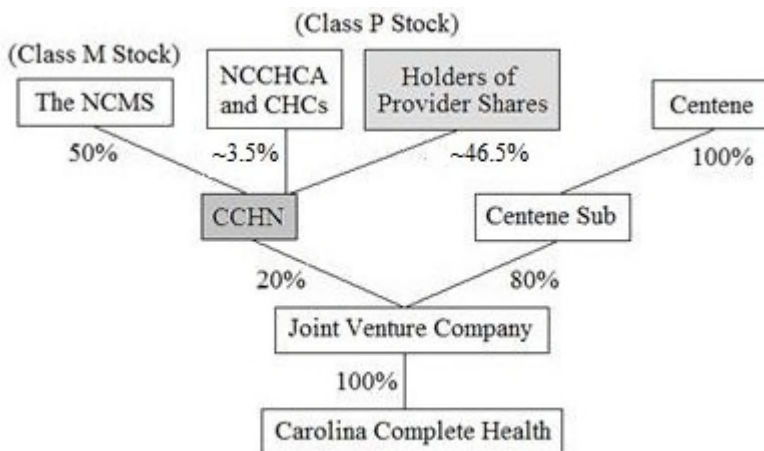 (Class P Stock)
(Class M Stock)
The NCMS
NCCHCA
and CHCs
Holders of
Provider Shares
Centene
50%
~3.5%
~46.5%
100%
CCHN
Centene Sub
20%
80%
Joint Venture Company
100%
Carolina Complete Health